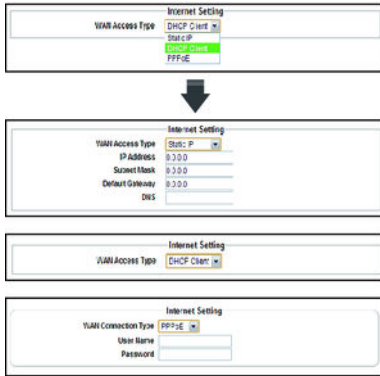 Internet Setting
WAN Access Type DHCP Client
Static IP
DHCP Client
PPPoE
Internet Setting
WAN Access Type Static IP
IP Address 0.0.0.0
Subnet Mask 0.0.0.0
Default Gateway 0.0.0.0
DNS
Internet Setting
WAN Access Type DHCP Client
Internet Setting
WAN Connection Type PPPoE
User Name
Password